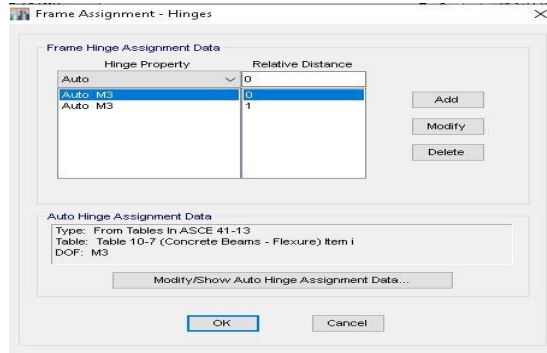 Frame Assignment - Hinges
Frame Hinge Assignment Data
Hinge Property Relative Distance
Auto 0
Auto M3 0
Auto M3 1
Add
Modify
Delete
Auto Hinge Assignment Data
Type: From Tables In ASCE 41-13
Table: Table 10-7 (Concrete Beams - Flexure) Item i
DOF: M3
Modify/Show Auto Hinge Assignment Data...
OK Cancel